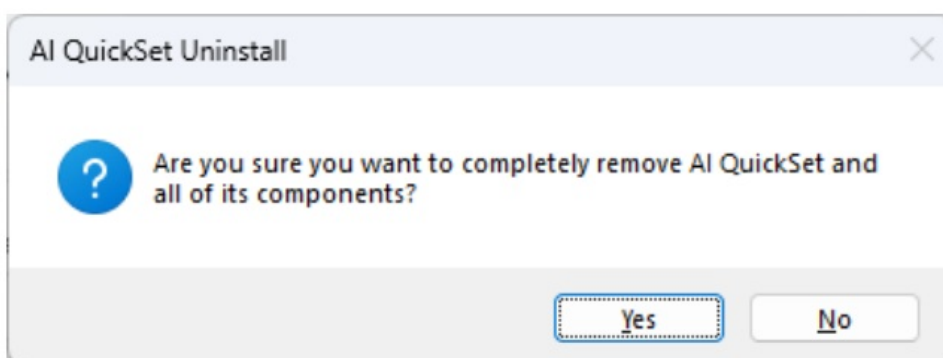 AI QuickSet Uninstall
Are you sure you want to completely remove AI QuickSet and
all of its components?
Yes
No